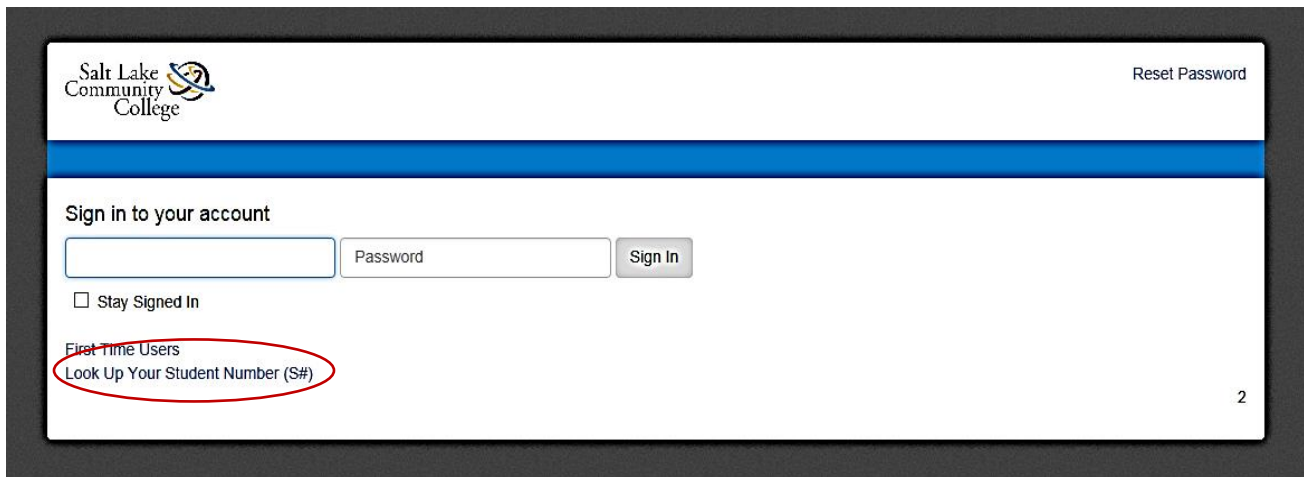 Salt Lake
Community
College
Reset Password
Sign in to your account
Password
Sign In
Stay Signed In
First Time Users
Look Up Your Student Number (S#)
2